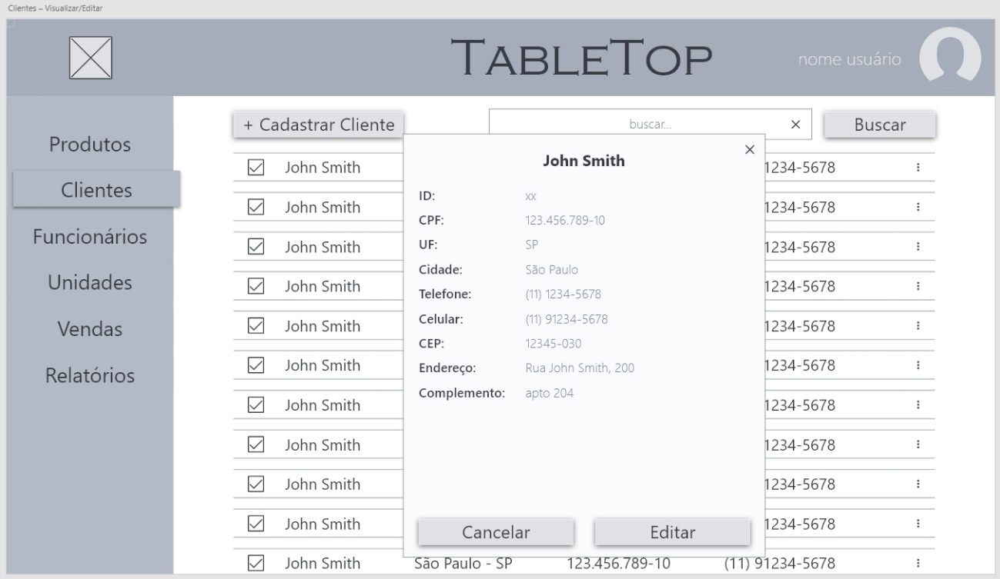 Clientes – Visualizar/Editar
TABLETOP
nome usuário
Produtos
Clientes
Funcionários
Unidades
Vendas
Relatórios
+ Cadastrar Cliente
buscar...
Buscar
John Smith 1234-5678
John Smith 1234-5678
John Smith 1234-5678
John Smith 1234-5678
John Smith 1234-5678
John Smith 1234-5678
John Smith 1234-5678
John Smith 1234-5678
John Smith 1234-5678
John Smith 1234-5678
John Smith São Paulo - SP 123.456.789-10 (11) 91234-5678
John Smith
ID: xx
CPF: 123.456.789-10
UF: SP
Cidade: São Paulo
Telefone: (11) 1234-5678
Celular: (11) 91234-5678
CEP: 12345-030
Endereço: Rua John Smith, 200
Complemento: apto 204
Cancelar
Editar